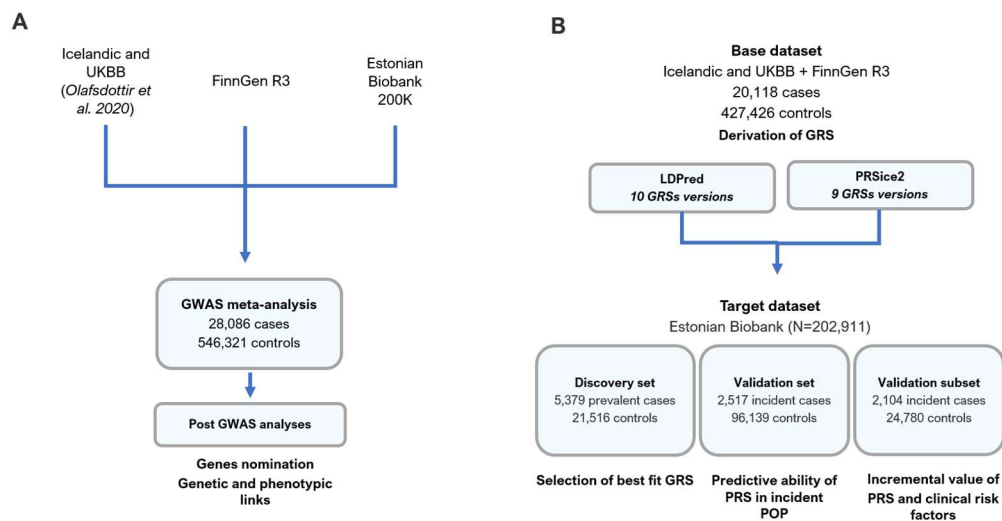 A
Icelandic and
UKBB
(Olafsdottir et
al. 2020)
FinnGen R3
Estonian
Biobank
200K
GWAS meta-analysis
28,086 cases
546,321 controls
Post GWAS analyses
Genes nomination
Genetic and phenotypic
links
B
Base dataset
Icelandic and UKBB + FinnGen R3
20,118 cases
427,426 controls
Derivation of GRS
LDPred
10 GRSs versions
PRSice2
9 GRSs versions
Target dataset
Estonian Biobank (N=202,911)
Discovery set
5,379 prevalent cases
21,516 controls
Validation set
2,517 incident cases
96,139 controls
Validation subset
2,104 incident cases
24,780 controls
Selection of best fit GRS
Predictive ability of
PRS in incident
POP
Incremental value of
PRS and clinical risk
factors